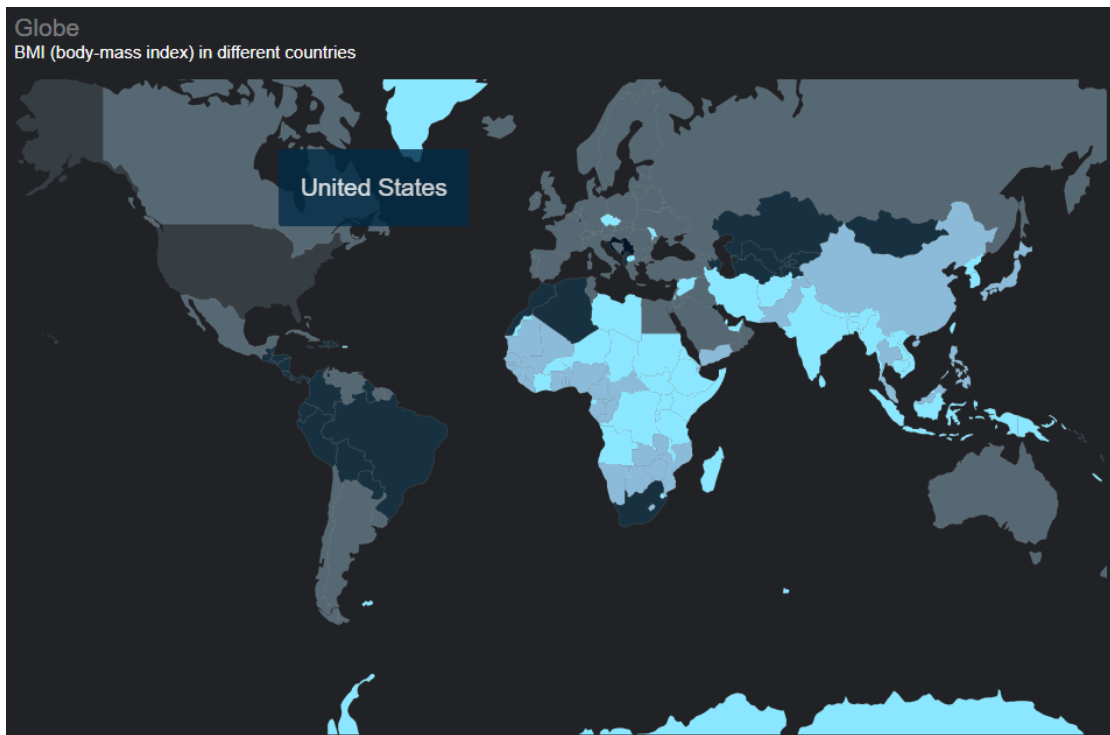 Globe
BMI (body-mass index) in different countries
United States